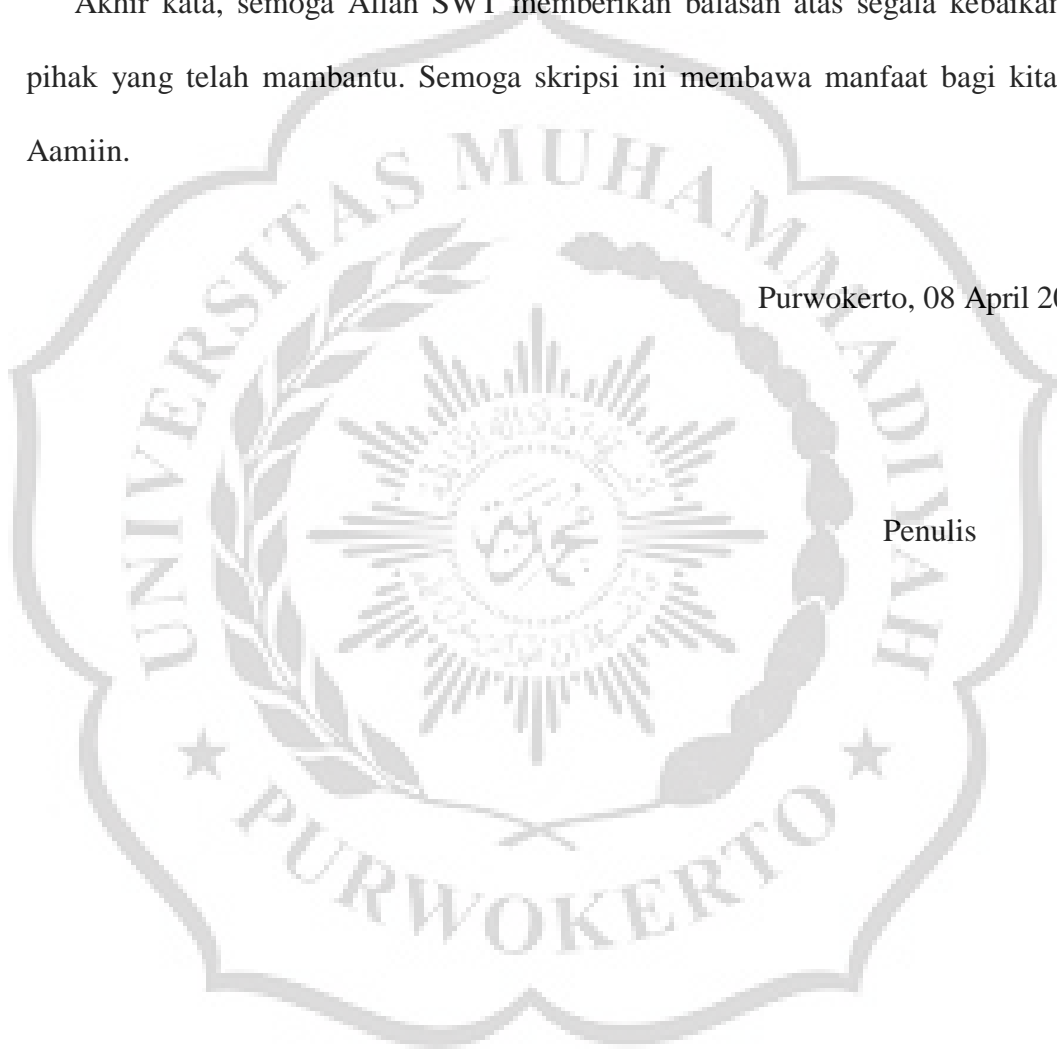 Akhir kata, semoga Allah SWT memberikan balasan atas segala kebaikan
pihak yang telah mambantu. Semoga skripsi ini membawa manfaat bagi kita
Aamiin.
UNIVERSITAS MUHAMMADIYAH
Purwokerto, 08 April 20
Penulis
★ PURWOKERTO ★